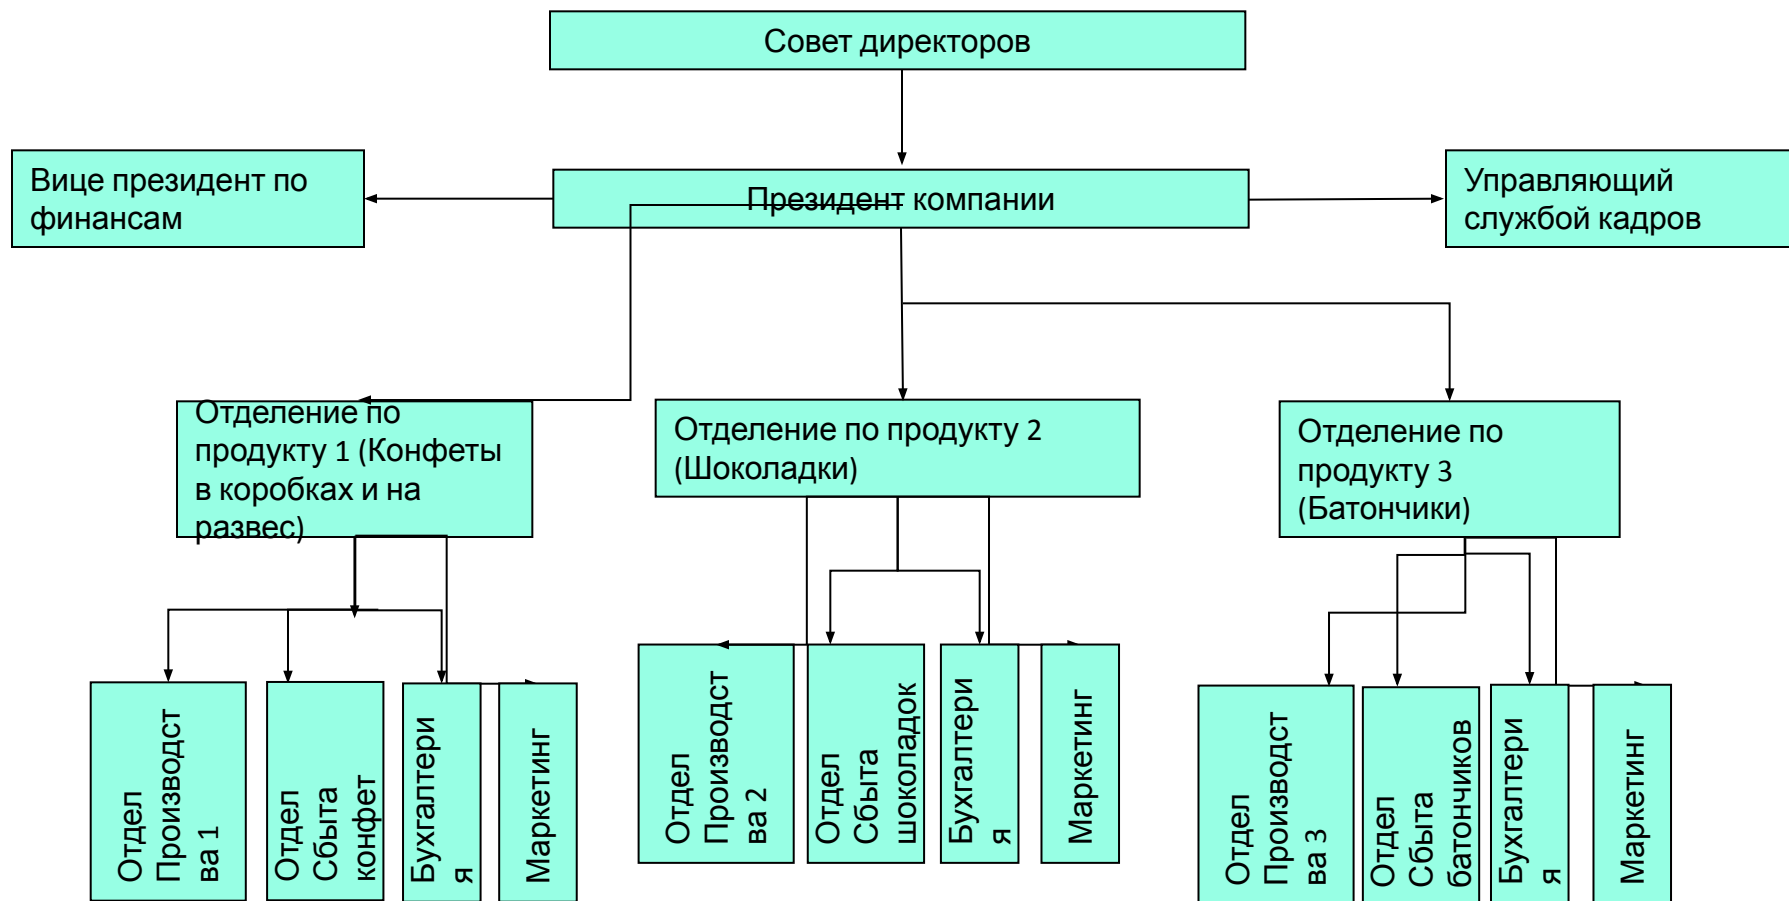 Совет директоров
Вице президент по
финансам
Президент компании
Управляющий
службой кадров
Отделение по
продукту 1 (Конфеты
в коробках и на
развес)
Отделение по продукту 2
(Шоколадки)
Отделение по
продукту 3
(Батончики)
Отдел
Производст
ва 1
Отдел
Сбыта
конфет
Бухгалтери
я
Маркетинг
Отдел
Производст
ва 2
Отдел
Сбыта
шоколадок
Бухгалтери
я
Маркетинг
Отдел
Производст
ва 3
Отдел
Сбыта
батончиков
Бухгалтери
я
Маркетинг